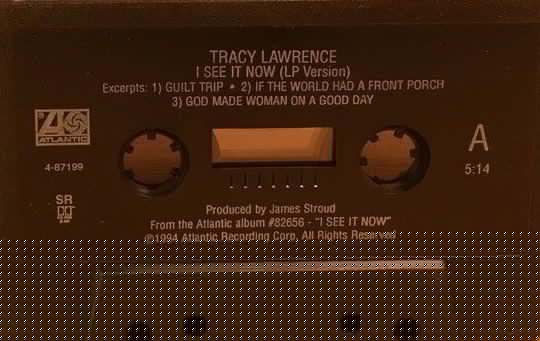 TRACY LAWRENCE
I SEE IT NOW (LP Version)
Excerpts: 1) GUILT TRIP • 2) IF THE WORLD HAD A FRONT PORCH
3) GOD MADE WOMAN ON A GOOD DAY
ATLANTIC
4-87199
SR
A
5:14
Produced by James Stroud
From the Atlantic album #82656 - "I SEE IT NOW"
©1994 Atlantic Recording Corp. All Rights Reserved